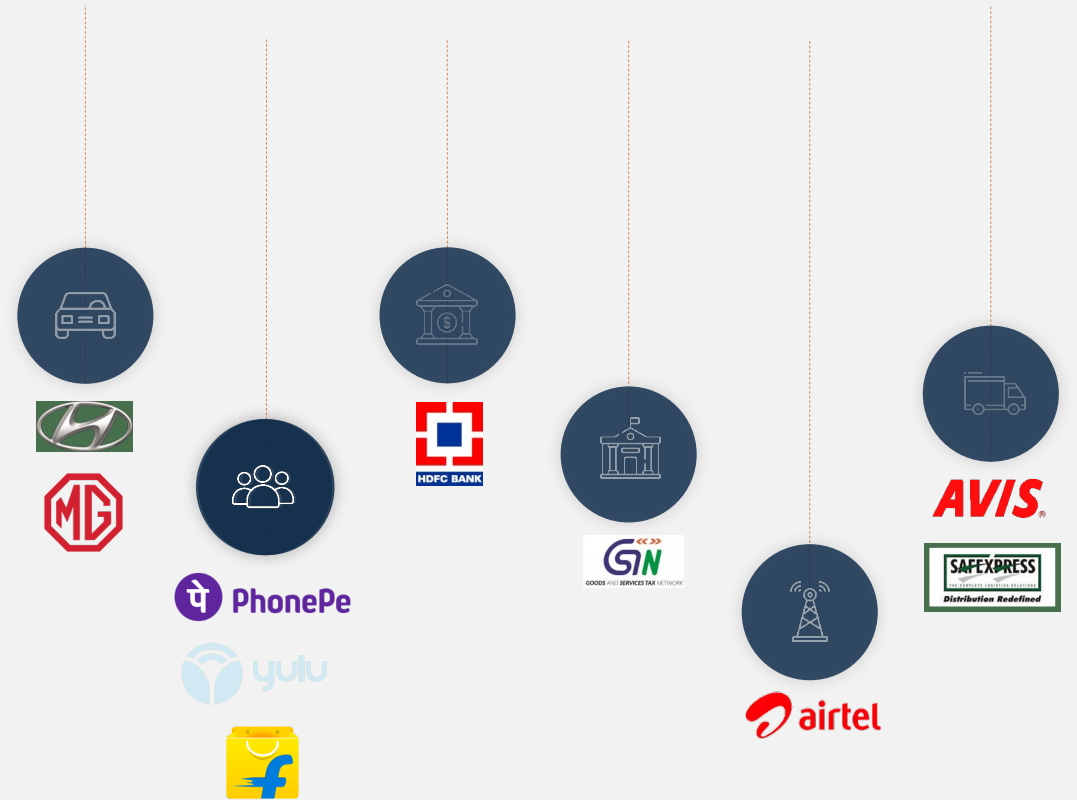 MG
पे PhonePe
yulu
f
$
HDFC BANK
GSTN
GOODS AND SERVICES TAX NETWORK
airtel
AVIS®
SAFEXPRESS
THE COMPLETE LOGISTICS SOLUTIONS
Distribution Redefined